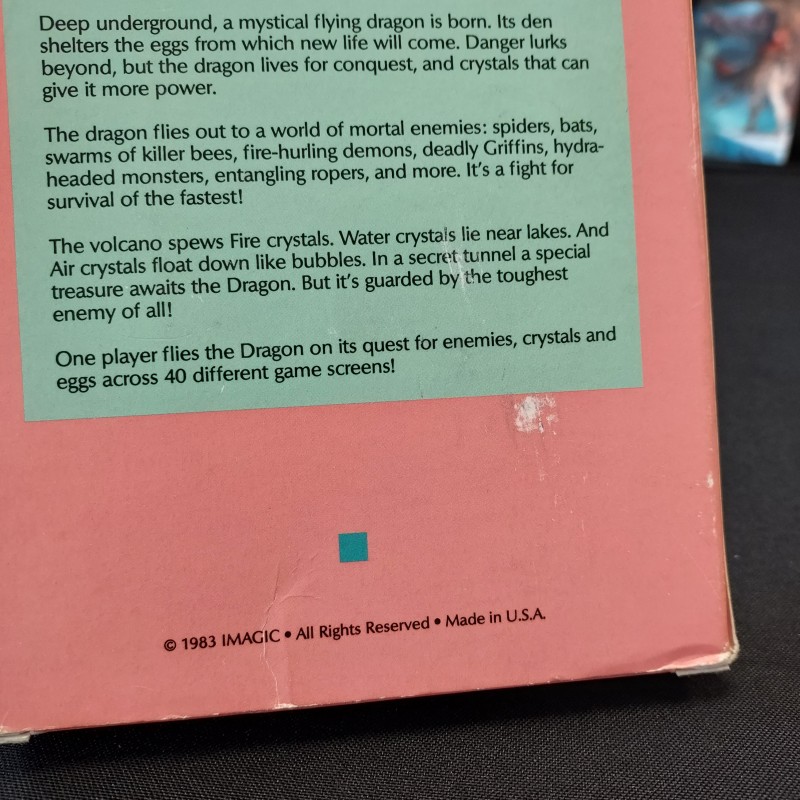 Deep underground, a mystical flying dragon is born. Its den
shelters the eggs from which new life will come. Danger lurks
beyond, but the dragon lives for conquest, and crystals that can
give it more power.
The dragon flies out to a world of mortal enemies: spiders, bats,
swarms of killer bees, fire-hurling demons, deadly Griffins, hydra-
headed monsters, entangling ropers, and more. It's a fight for
survival of the fastest!
The volcano spews Fire crystals. Water crystals lie near lakes. And
Air crystals float down like bubbles. In a secret tunnel a special
treasure awaits the Dragon. But it's guarded by the toughest
enemy of all!
One player flies the Dragon on its quest for enemies, crystals and
eggs across 40 different game screens!
© 1983 IMAGIC • All Rights Reserved • Made in U.S.A.